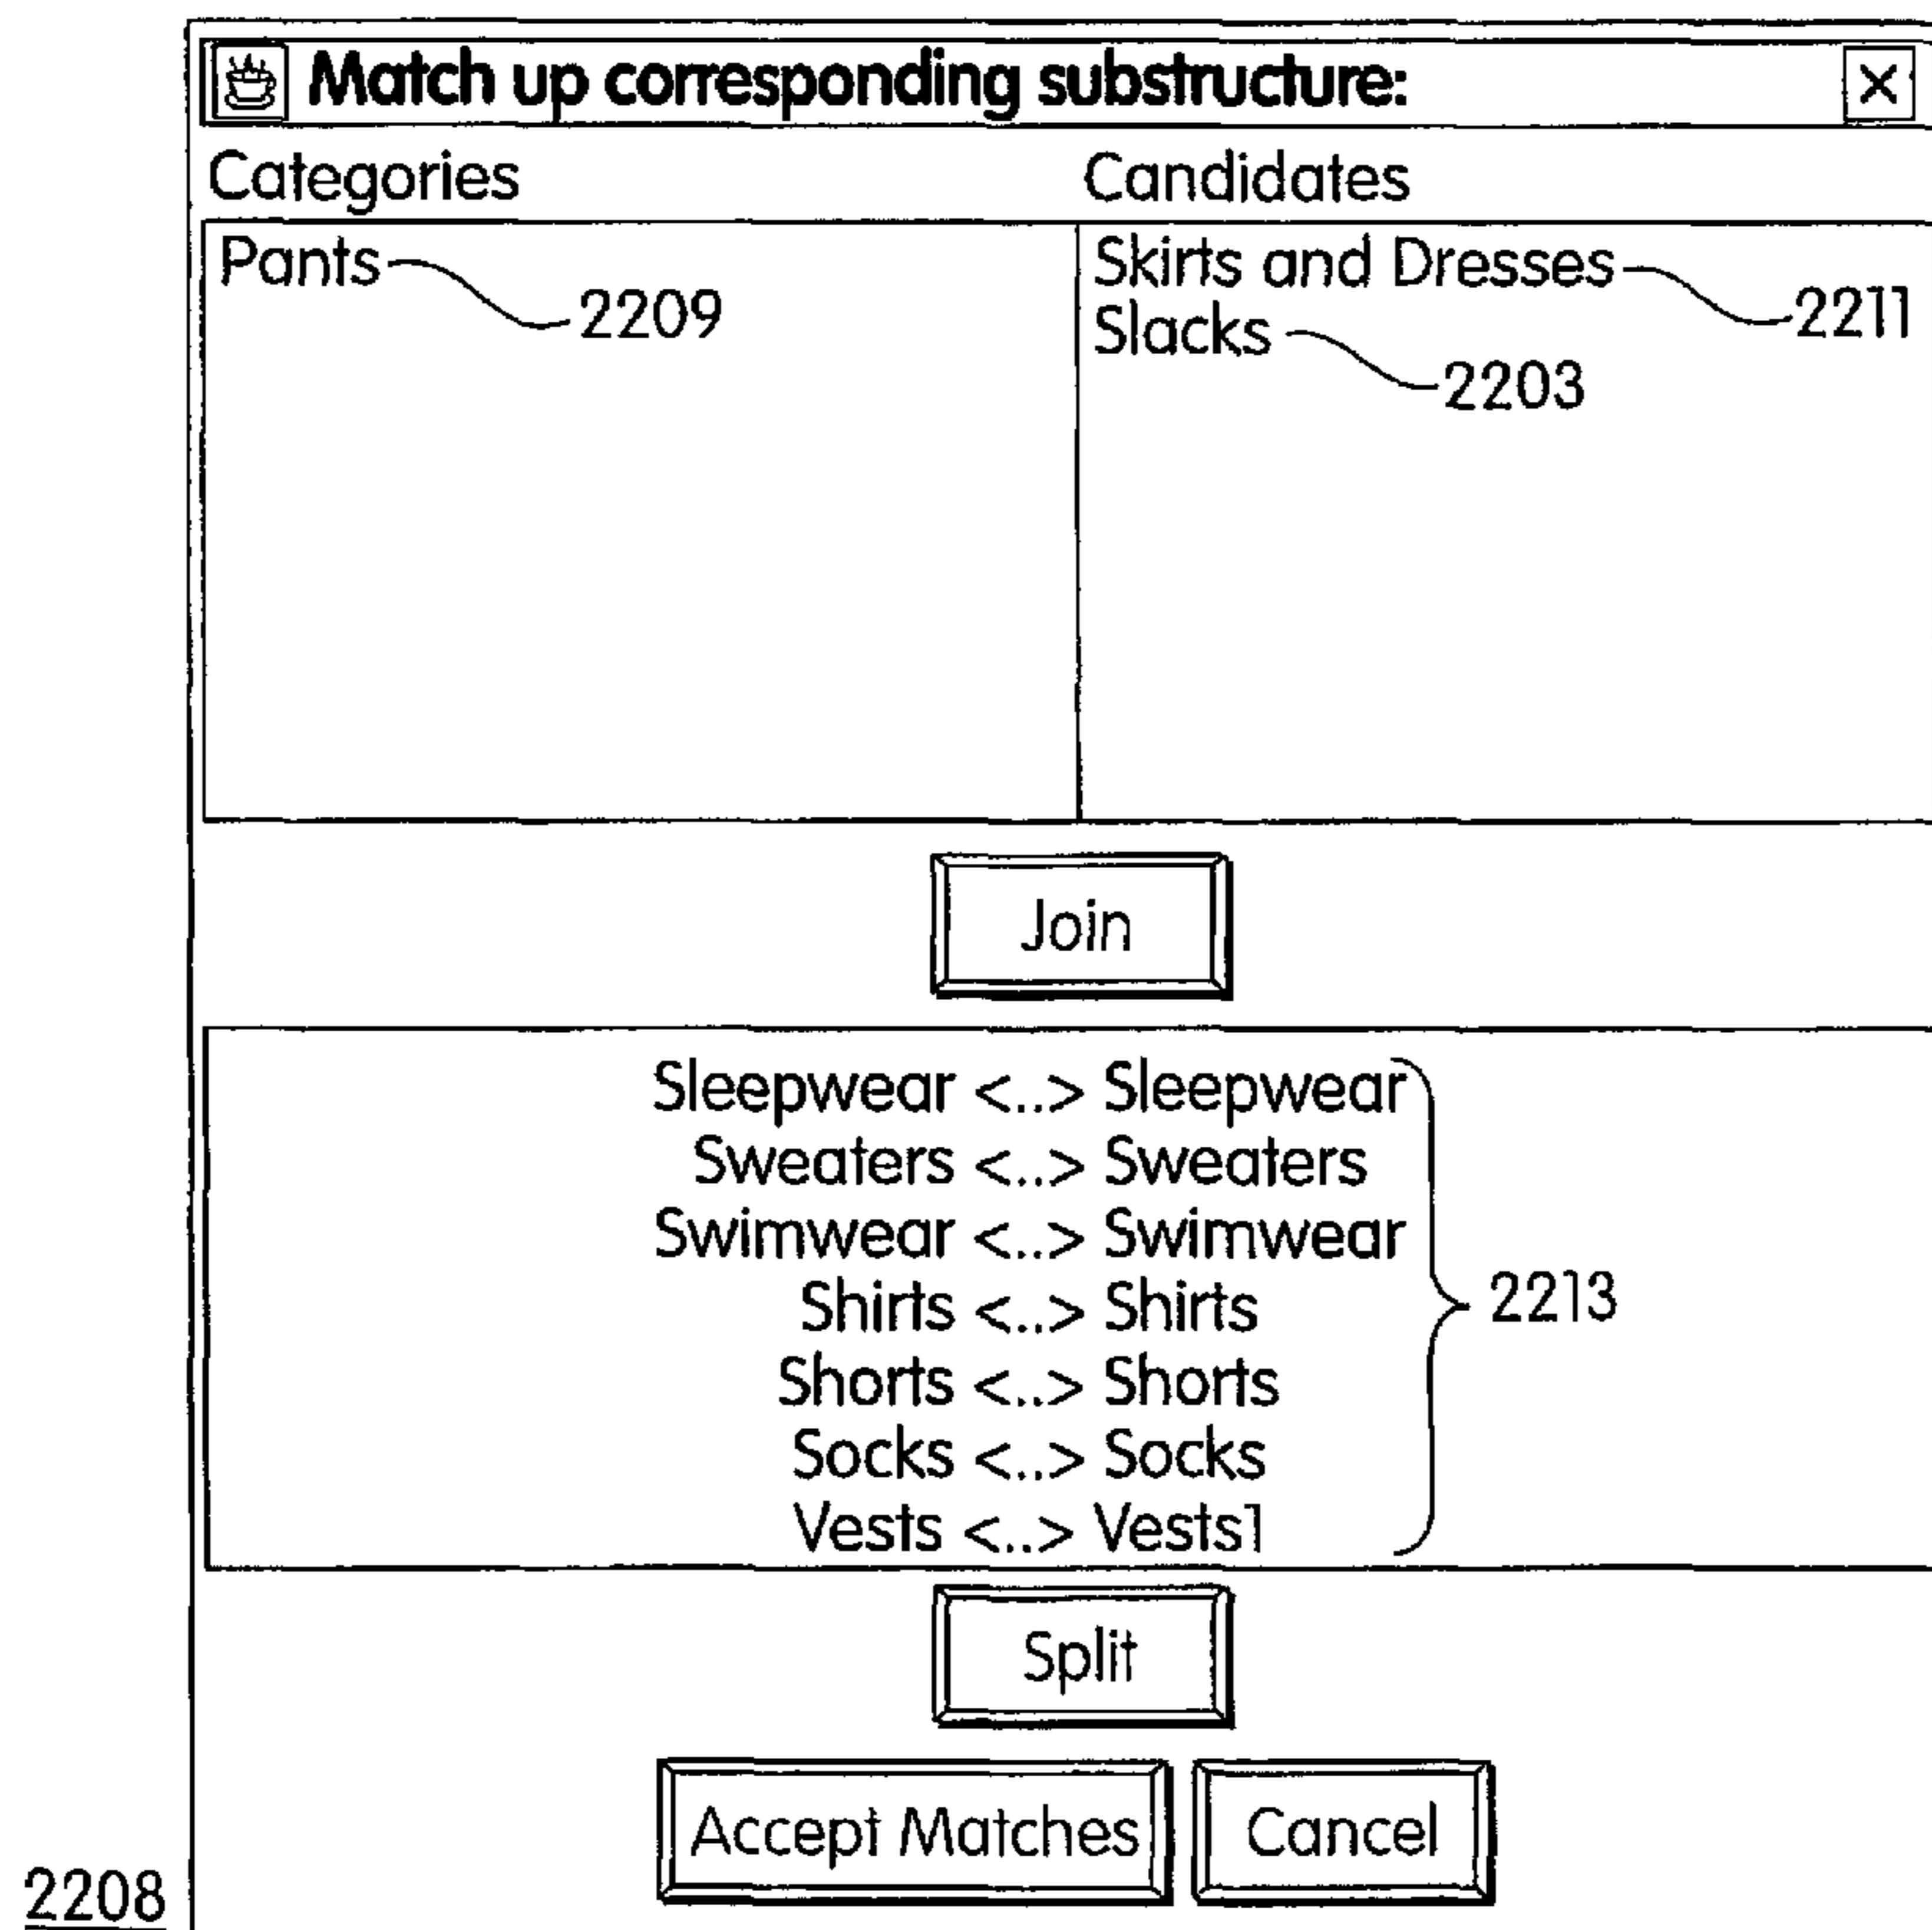 Match up corresponding substructure:
Categories Candidates
Pants Skirts and Dresses
2209 2211
Slacks
2203
Join
Sleepwear <..> Sleepwear
Sweaters <..> Sweaters
Swimwear <..> Swimwear
Shirts <..> Shirts
2213
Shorts <..> Shorts
Socks <..> Socks
Vests <..> Vests1
Split
Accept Matches Cancel
2208